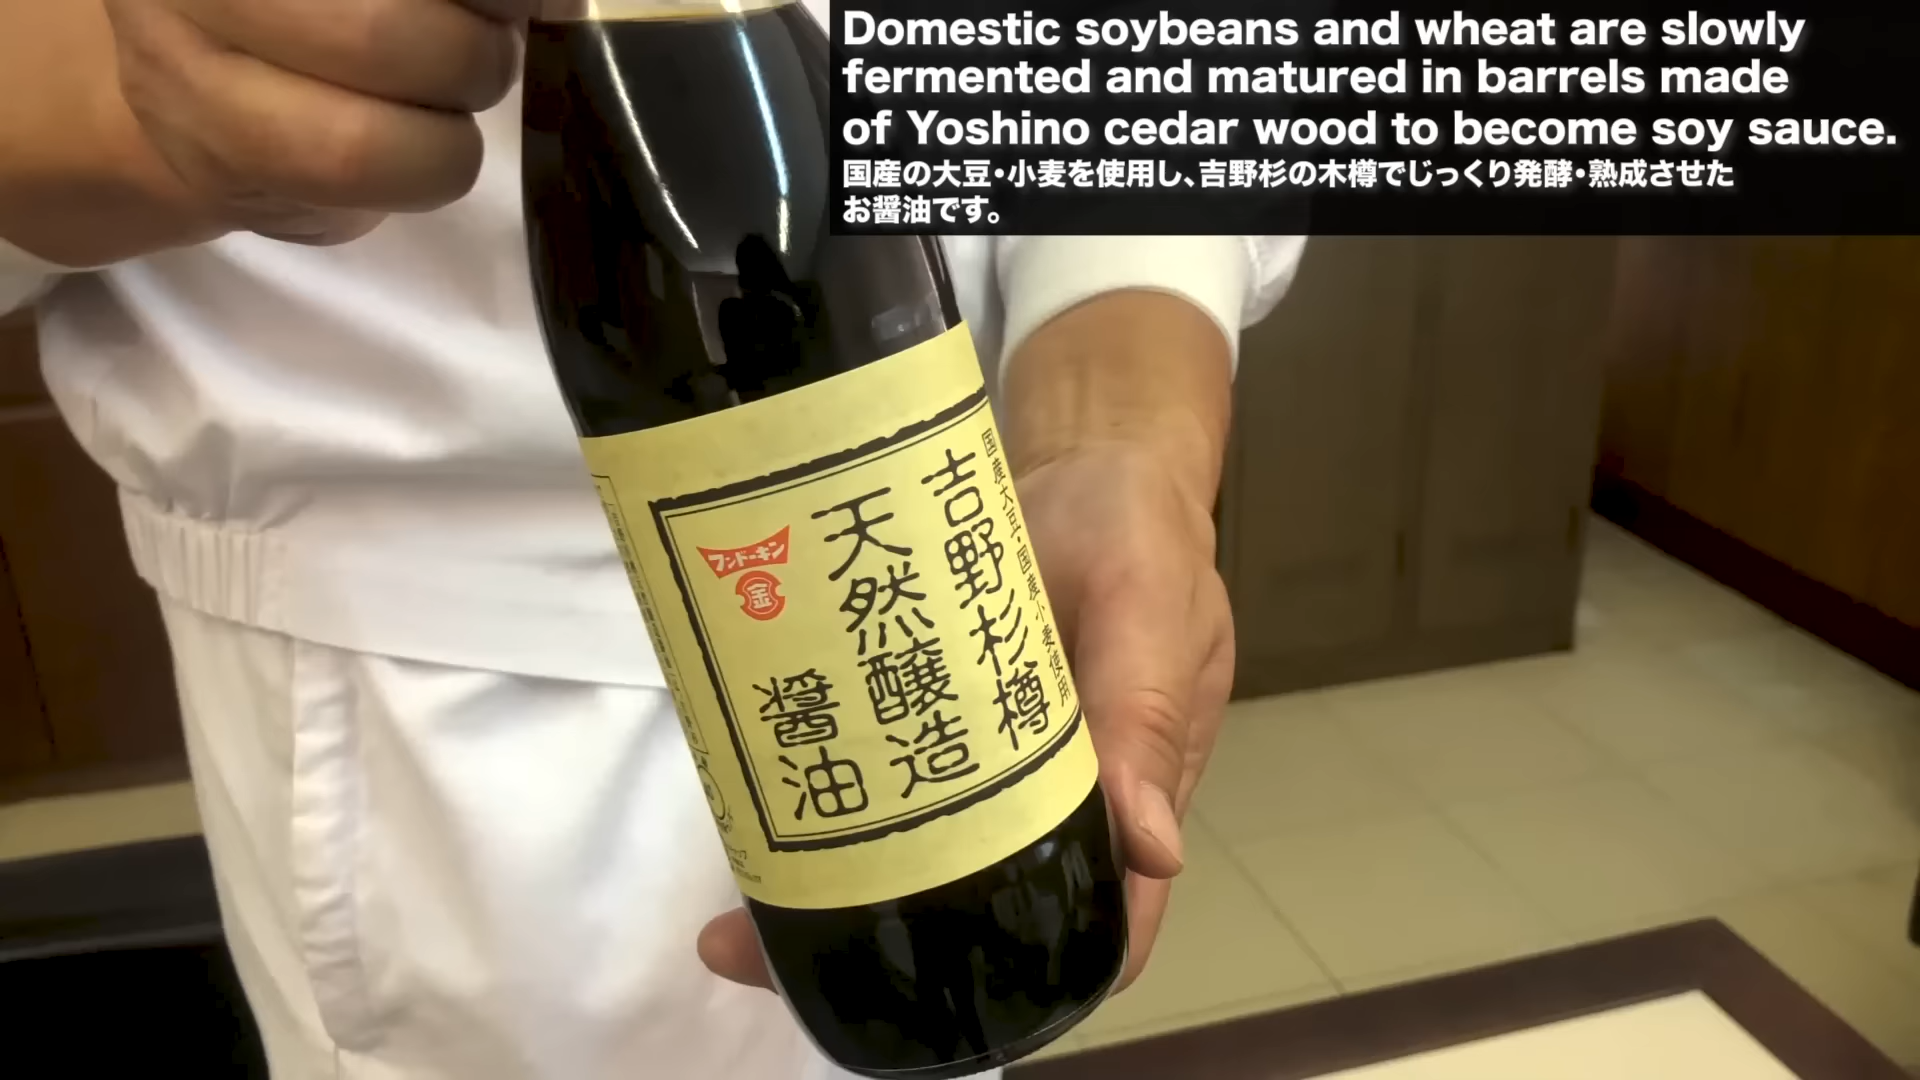 Domestic soybeans and wheat are slowly
fermented and matured in barrels made
of Yoshino cedar wood to become soy sauce.
国産の大豆・小麦を使用し、吉野杉の木樽でじっくり発酵・熟成させた
お醤油です。
国産大豆・国産小麦使用
吉野杉樽
天然醸造
醤油
フンドーキン
金